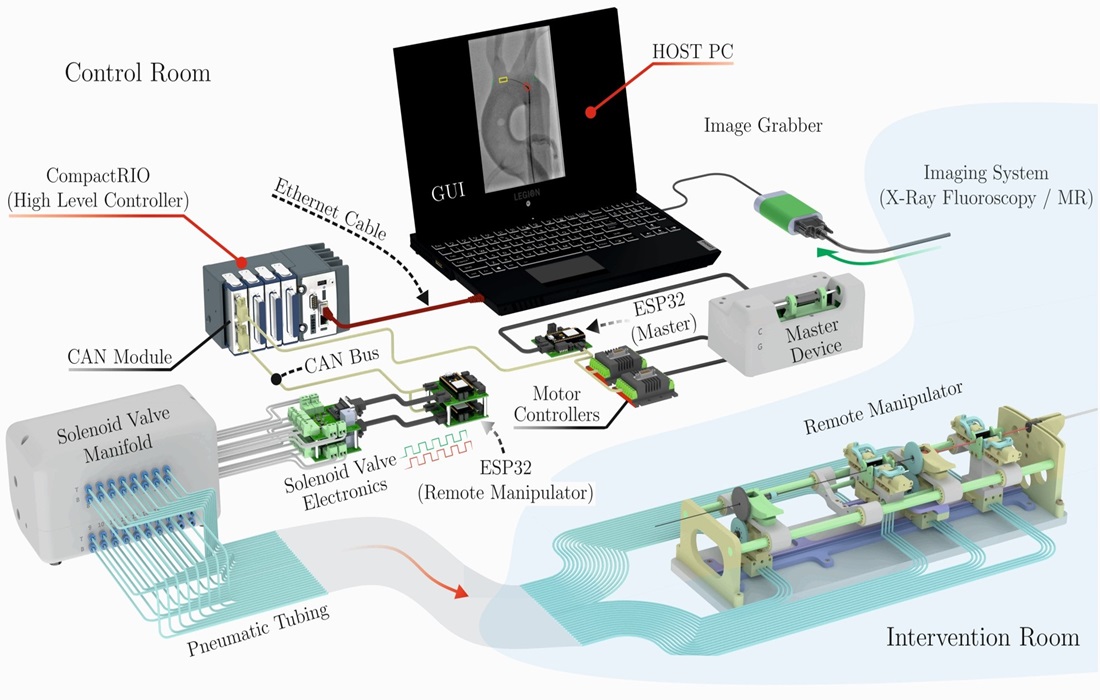 Control Room
HOST PC
Image Grabber
Imaging System
(X-Ray Fluoroscopy / MR)
CompactRIO
(High Level Controller)
Ethernet Cable
GUI
LEGION
ESP32
(Master)
Master
Device
C
G
CAN Module
CAN Bus
Motor
Controllers
Remote Manipulator
Solenoid Valve
Manifold
Solenoid Valve
Electronics
ESP32
(Remote Manipulator)
Pneumatic Tubing
Intervention Room